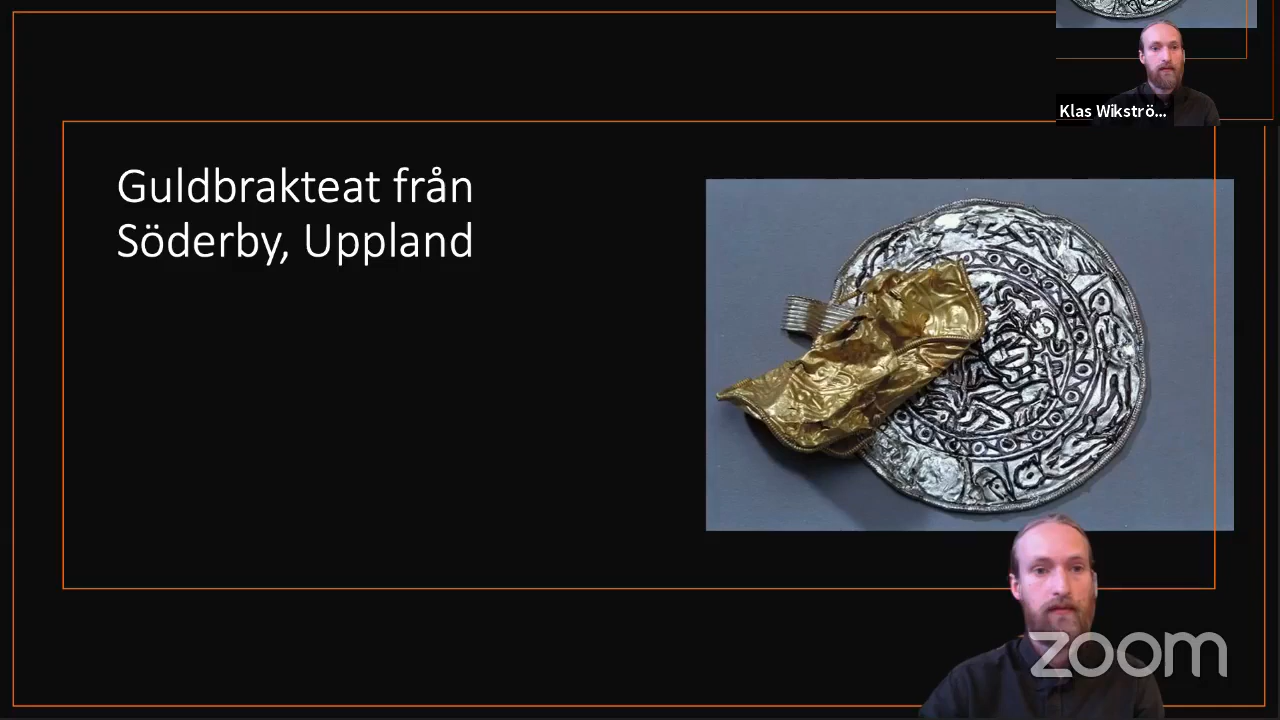 Klas Wikströ...
Guldbrakteat från
Söderby, Uppland
zoom